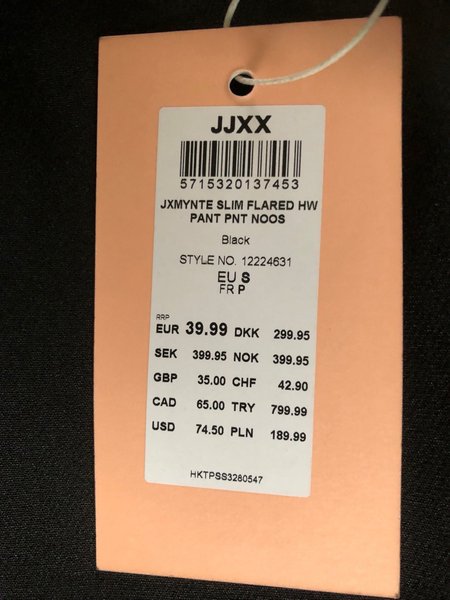 JJXX
5715320137453
JXMYNTE SLIM FLARED HW
PANT PNT NOOS
Black
STYLE NO. 12224631
EU S
FR P
RRP
EUR 39.99 DKK 299.95
SEK 399.95 NOK 399.95
GBP 35.00 CHF 42.90
CAD 65.00 TRY 799.99
USD 74.50 PLN 189.99
HKTPSS3280547